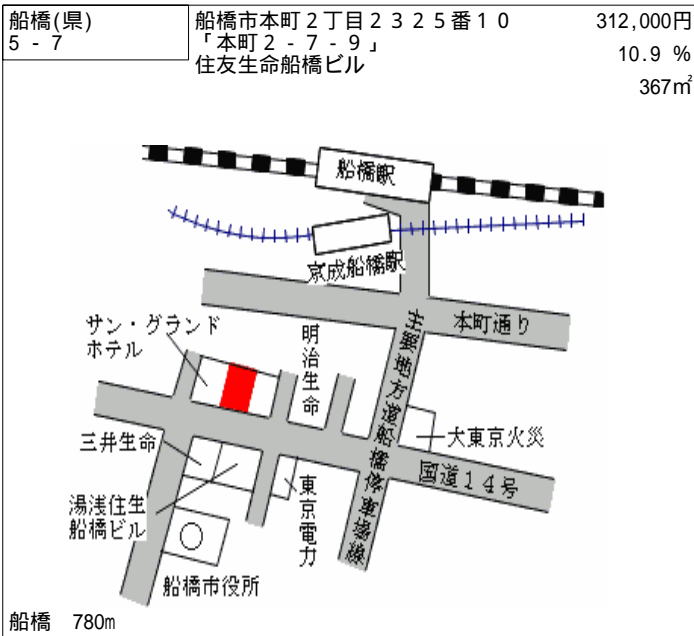 船橋(県)
5 - 7
船橋市本町２丁目２３２５番１０
「本町２－７－９」
住友生命船橋ビル
312,000円
10.9 %
367㎡
船橋駅
京成船橋駅
本町通り
サン・グランド
ホテル
明治生命
主要地方道船橋停車場線
大東京火災
三井生命
国道１４号
湯浅住生
船橋ビル
東京電力
船橋市役所
船橋 780m